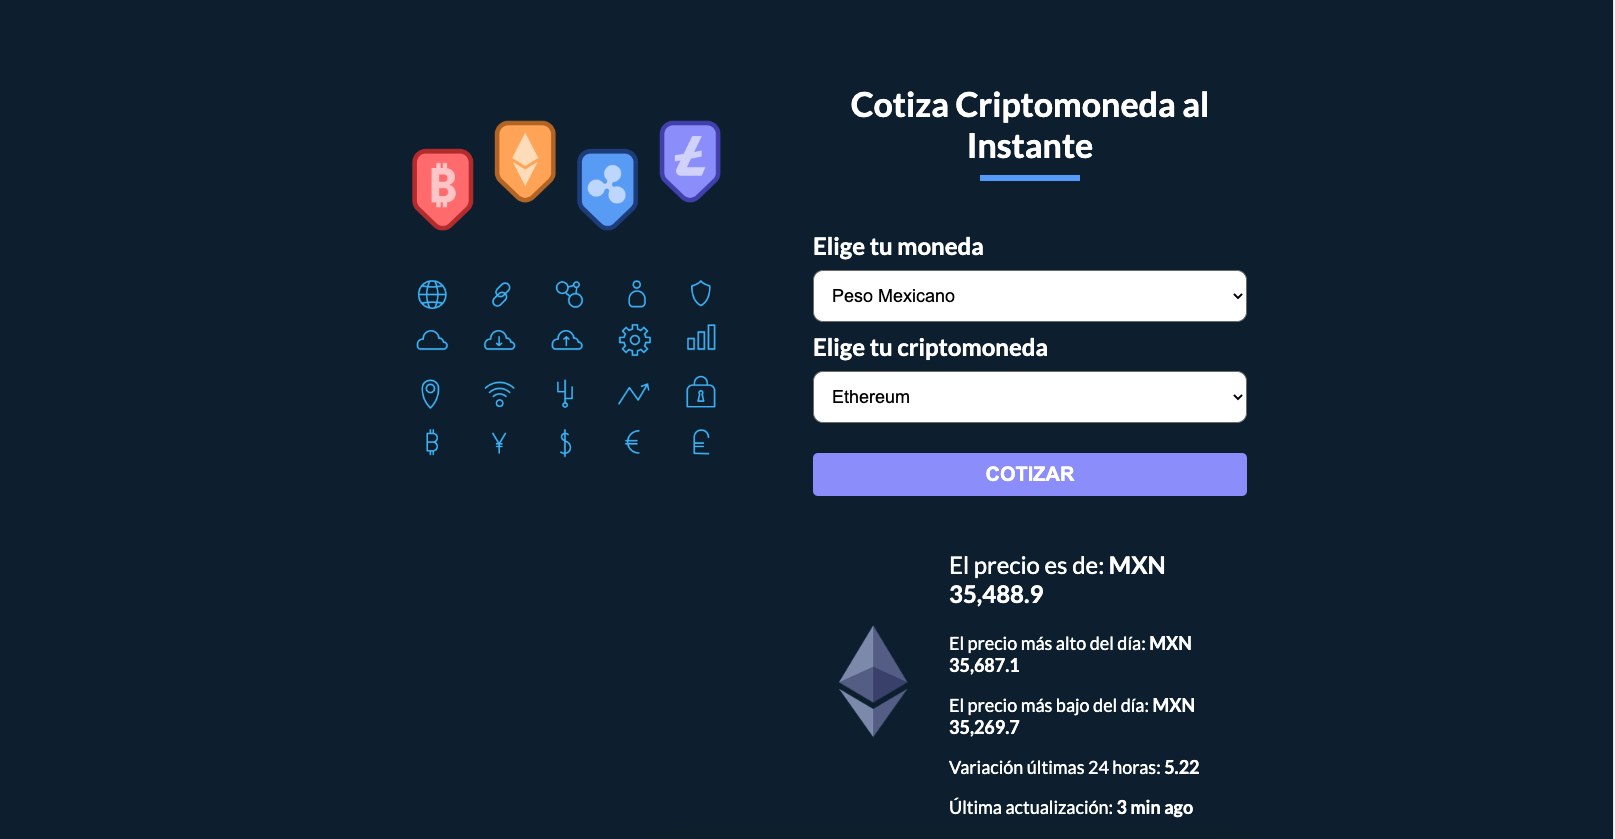 Cotiza Criptomoneda al
Instante
Elige tu moneda
Peso Mexicano
Elige tu criptomoneda
Ethereum
COTIZAR
El precio es de: MXN
35,488.9
El precio más alto del día: MXN
35,687.1
El precio más bajo del día: MXN
35,269.7
Variación últimas 24 horas: 5.22
Última actualización: 3 min ago